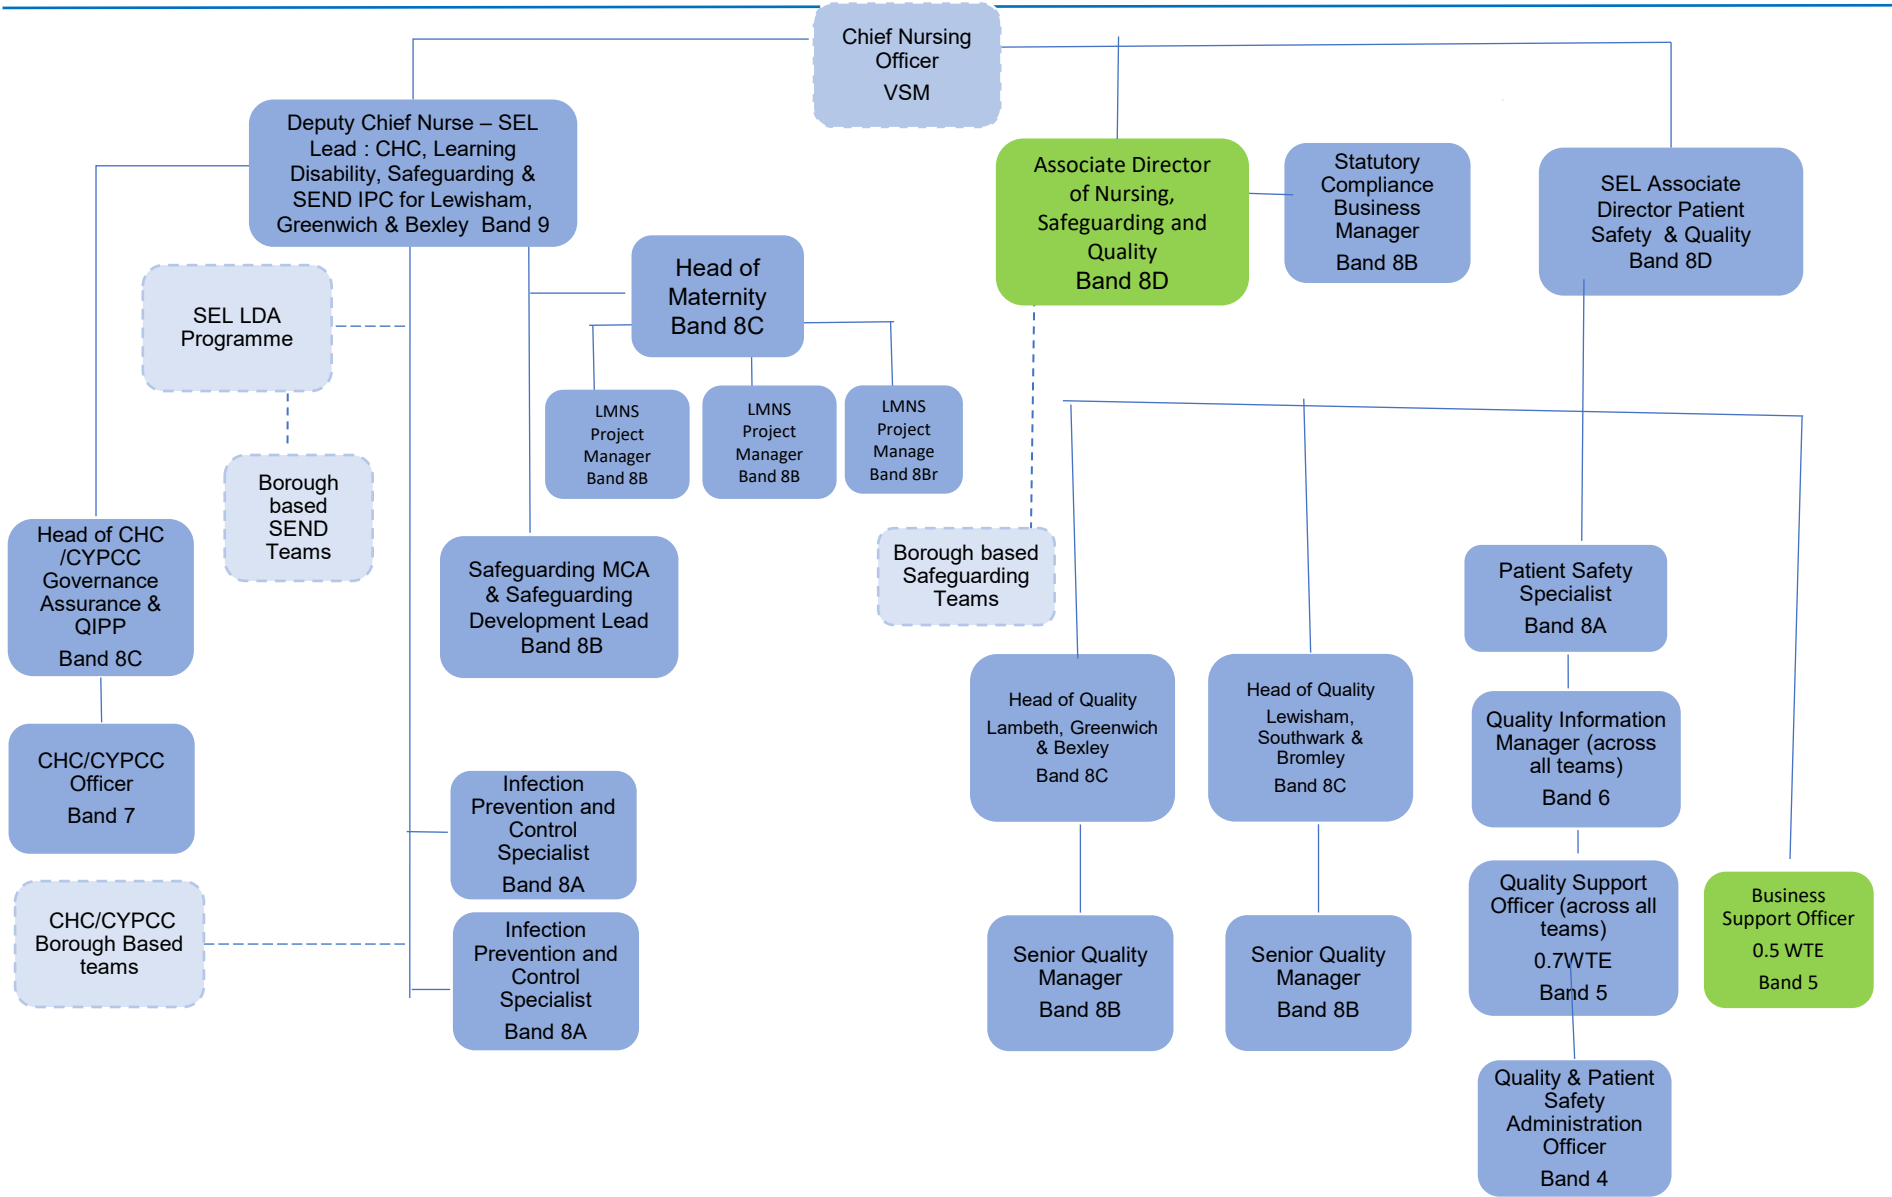 Chief Nursing
Officer
VSM
Deputy Chief Nurse – SEL
Lead : CHC, Learning
Disability, Safeguarding &
SEND IPC for Lewisham,
Greenwich & Bexley  Band 9
Associate Director
of Nursing,
Safeguarding and
Quality
Band 8D
Statutory
Compliance
Business
Manager
Band 8B
SEL Associate
Director Patient
Safety  & Quality
Band 8D
Head of
Maternity
Band 8C
SEL LDA
Programme
LMNS
Project
Manager
Band 8B
LMNS
Project
Manager
Band 8B
LMNS
Project
Manage
Band 8Br
Borough
based
SEND
Teams
Head of CHC
/CYPCC
Governance
Assurance &
QIPP
Band 8C
Safeguarding MCA
& Safeguarding
Development Lead
Band 8B
Borough based
Safeguarding
Teams
Patient Safety
Specialist
Band 8A
Head of Quality
Lambeth, Greenwich
& Bexley
Band 8C
Head of Quality
Lewisham,
Southwark &
Bromley
Band 8C
Quality Information
Manager (across
all teams)
Band 6
CHC/CYPCC
Officer
Band 7
Infection
Prevention and
Control
Specialist
Band 8A
Quality Support
Officer (across all
teams)
0.7WTE
Band 5
Business
Support Officer
0.5 WTE
Band 5
CHC/CYPCC
Borough Based
teams
Infection
Prevention and
Control
Specialist
Band 8A
Senior Quality
Manager
Band 8B
Senior Quality
Manager
Band 8B
Quality & Patient
Safety
Administration
Officer
Band 4